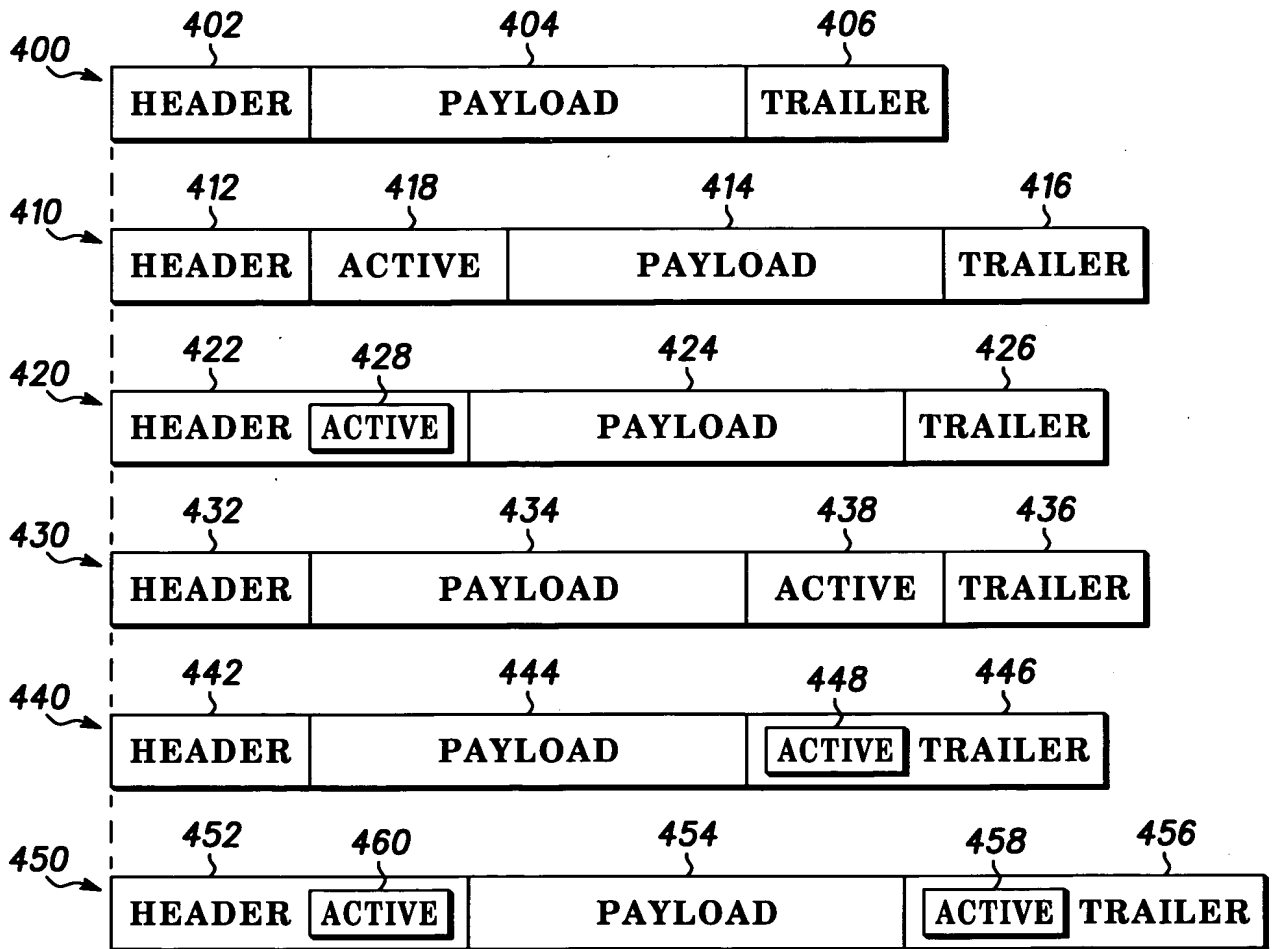 402 404 406
400
HEADER PAYLOAD TRAILER
412 418 414 416
410
HEADER ACTIVE PAYLOAD TRAILER
422 428 424 426
420
HEADER ACTIVE PAYLOAD TRAILER
432 434 438 436
430
HEADER PAYLOAD ACTIVE TRAILER
442 444 448 446
440
HEADER PAYLOAD ACTIVE TRAILER
452 460 454 458 456
450
HEADER ACTIVE PAYLOAD ACTIVE TRAILER